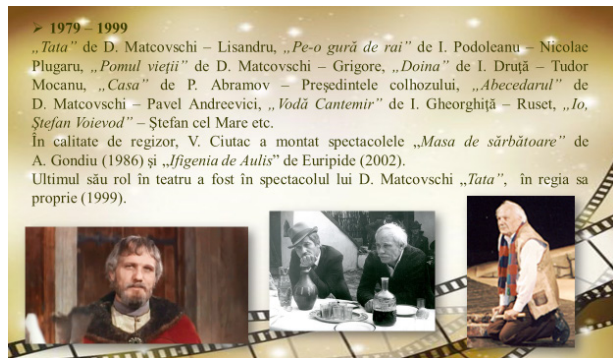 ➤ 1979 – 1999
„Tata” de D. Matcovschi – Lisandru, „Pe-o gură de rai” de I. Podoleanu – Nicolae
Plugaru, „Pomul vieții” de D. Matcovschi – Grigore, „Doina” de I. Druță – Tudor
Mocanu, „Casa” de P. Abramov – Președintele colhozului, „Abecedarul” de
D. Matcovschi – Pavel Andreevici, „Vodă Cantemir” de I. Gheorghiță – Ruset, „Io,
Ștefan Voievod” – Ștefan cel Mare etc.
În calitate de regizor, V. Ciutac a montat spectacolele „Masa de sărbătoare” de
A. Gondiu (1986) și „Ifigenia de Aulis” de Euripide (2002).
Ultimul său rol în teatru a fost în spectacolul lui D. Matcovschi „Tata”, în regia sa
proprie (1999).